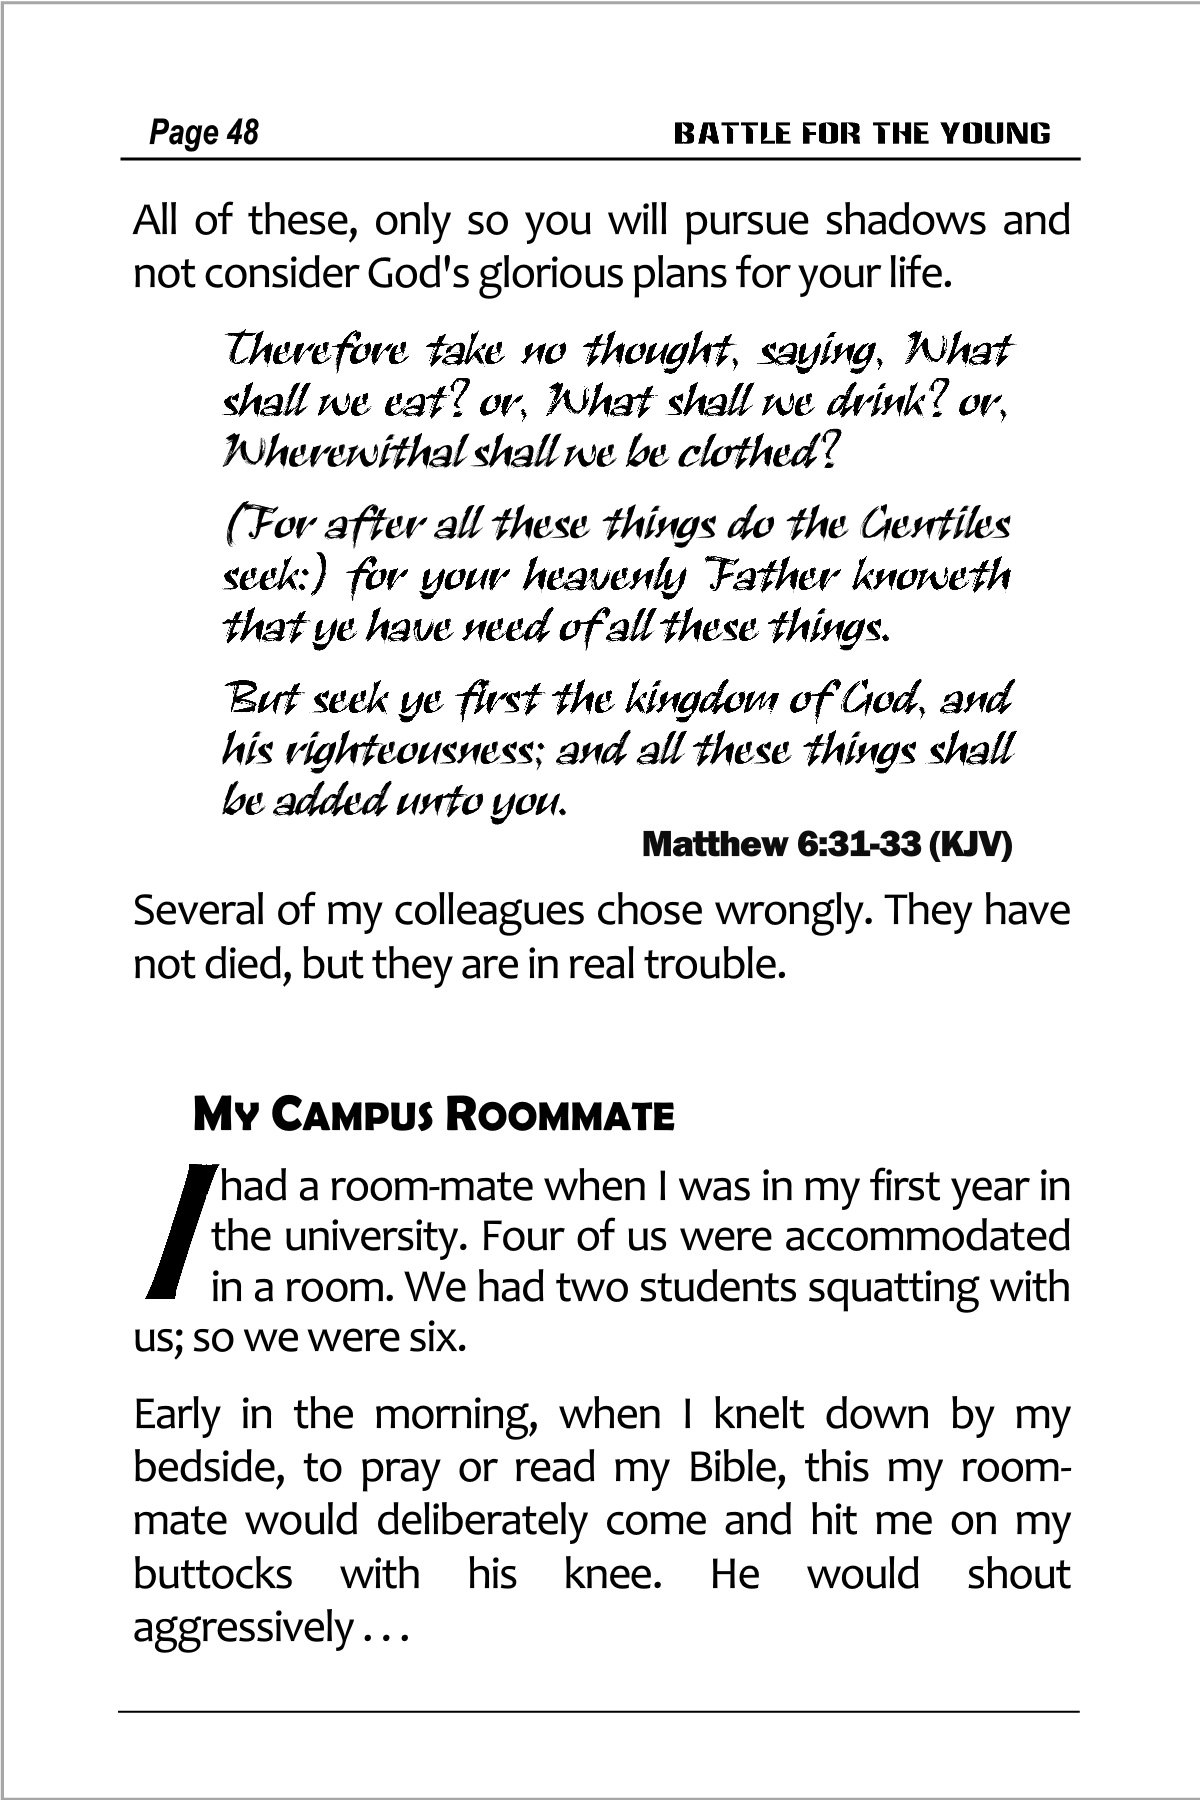 Page 48 BATTLE FOR THE YOUNG
All of these, only so you will pursue shadows and
not consider God's glorious plans for your life.
Therefore take no thought, saying, What
shall we eat? or, What shall we drink? or,
Wherewithal shall we be clothed?
(For after all these things do the Gentiles
seek:) for your heavenly Father knoweth
that ye have need of all these things.
But seek ye first the kingdom of God, and
his righteousness; and all these things shall
be added unto you.
Matthew 6:31-33 (KJV)
Several of my colleagues chose wrongly. They have
not died, but they are in real trouble.
MY CAMPUS ROOMMATE
I had a room-mate when I was in my first year in
the university. Four of us were accommodated
in a room. We had two students squatting with
us; so we were six.
Early in the morning, when I knelt down by my
bedside, to pray or read my Bible, this my room-
mate would deliberately come and hit me on my
buttocks with his knee. He would shout
aggressively . . .